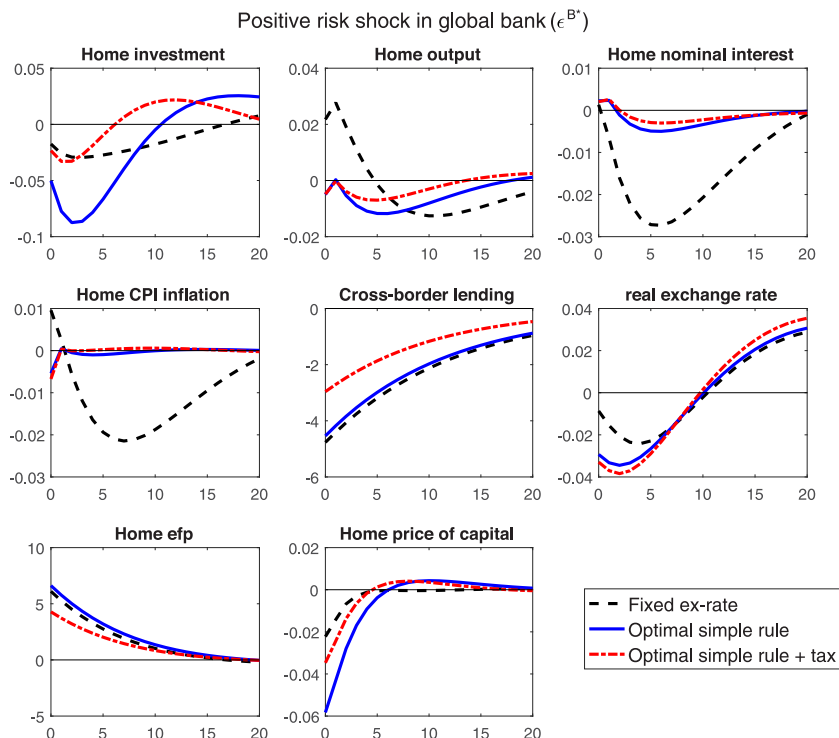 Positive risk shock in global bank (ϵ^B*)
Home investment
Home output
Home nominal interest
0.05
0
-0.05
-0.1
0 5 10 15 20
0.04
0.02
0
-0.02
0 5 10 15 20
0.01
0
-0.01
-0.02
-0.03
0 5 10 15 20
Home CPI inflation
Cross-border lending
real exchange rate
0.01
0
-0.01
-0.02
-0.03
0 5 10 15 20
0
-2
-4
-6
0 5 10 15 20
0.04
0.02
0
-0.02
-0.04
0 5 10 15 20
Home efp
Home price of capital
10
5
0
-5
0 5 10 15 20
0.02
0
-0.02
-0.04
-0.06
0 5 10 15 20
Fixed ex-rate
Optimal simple rule
Optimal simple rule + tax